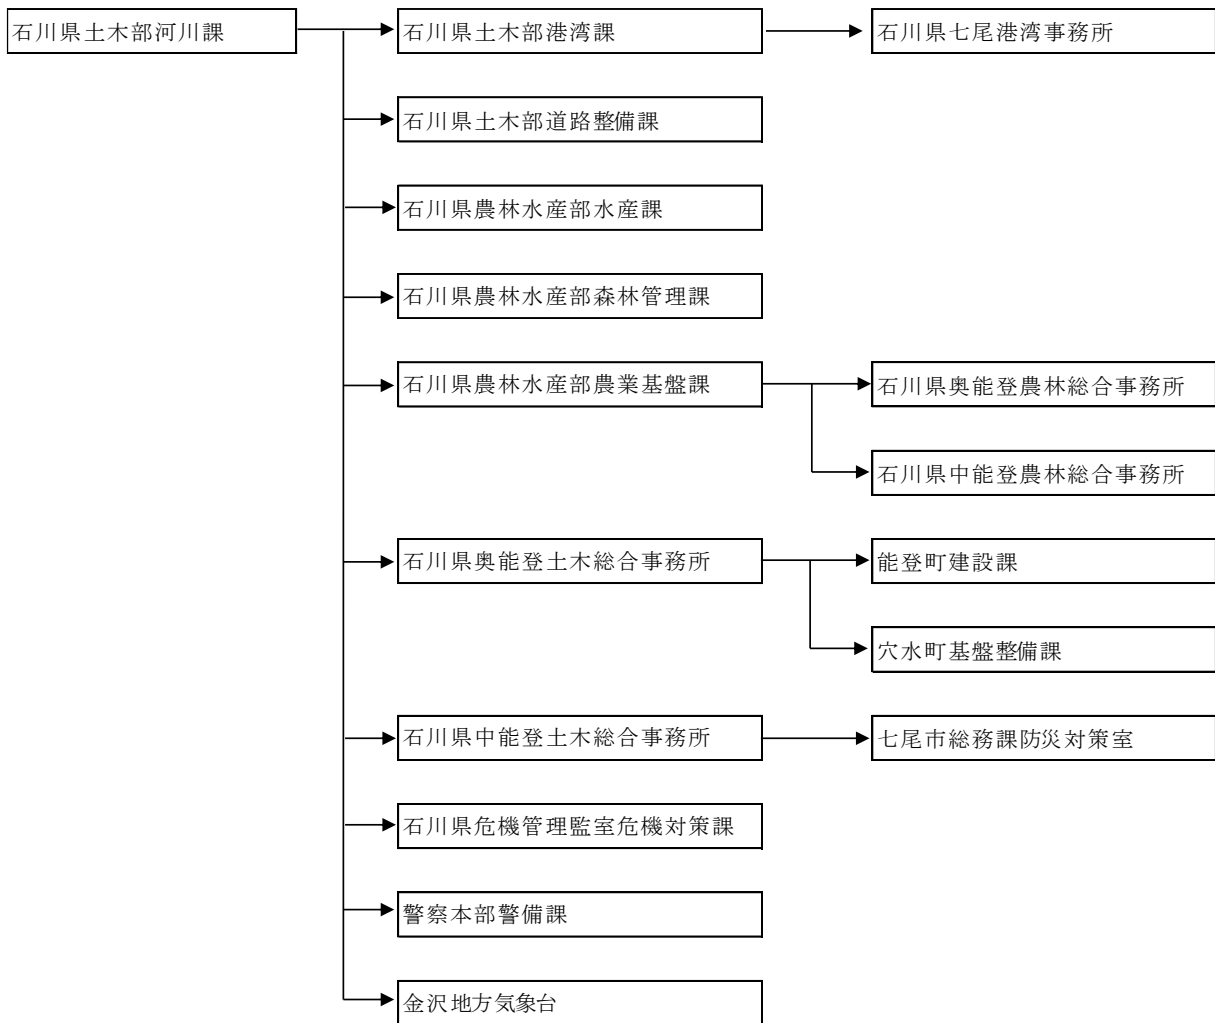 石川県土木部河川課
石川県土木部港湾課
石川県七尾港湾事務所
石川県土木部道路整備課
石川県農林水産部水産課
石川県農林水産部森林管理課
石川県農林水産部農業基盤課
石川県奥能登農林総合事務所
石川県中能登農林総合事務所
石川県奥能登土木総合事務所
能登町建設課
穴水町基盤整備課
石川県中能登土木総合事務所
七尾市総務課防災対策室
石川県危機管理監室危機対策課
警察本部警備課
金沢地方気象台